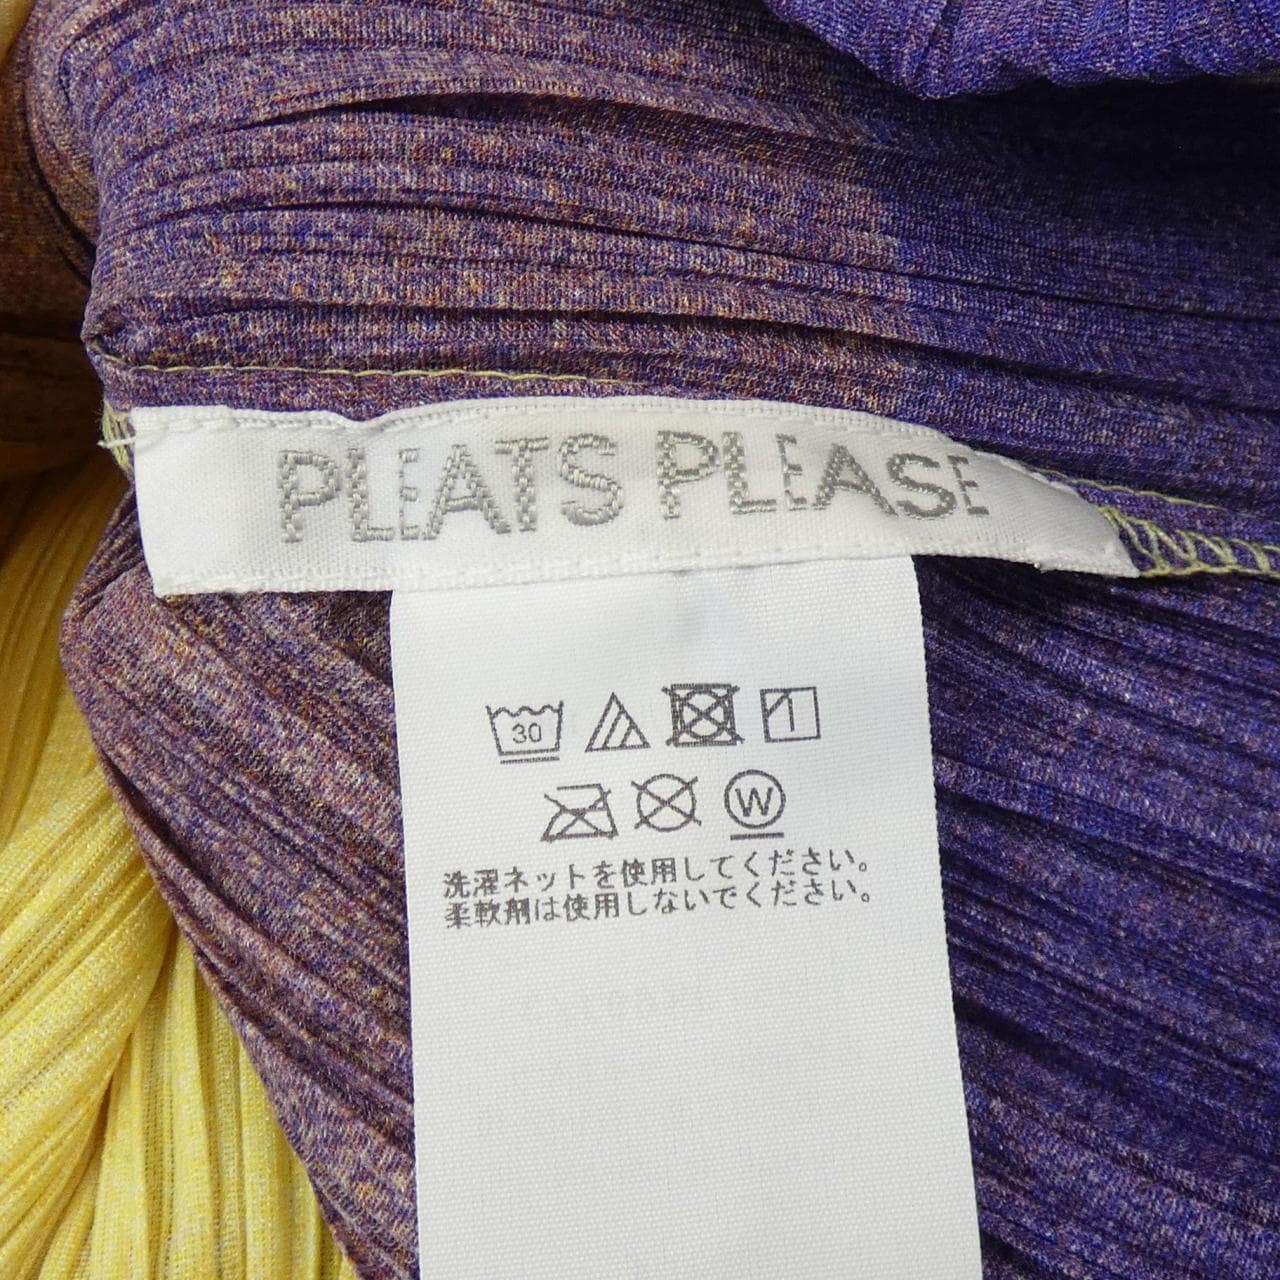 PLEATS PLEASE
30
W
洗濯ネットを使用してください。
柔軟剤は使用しないでください。